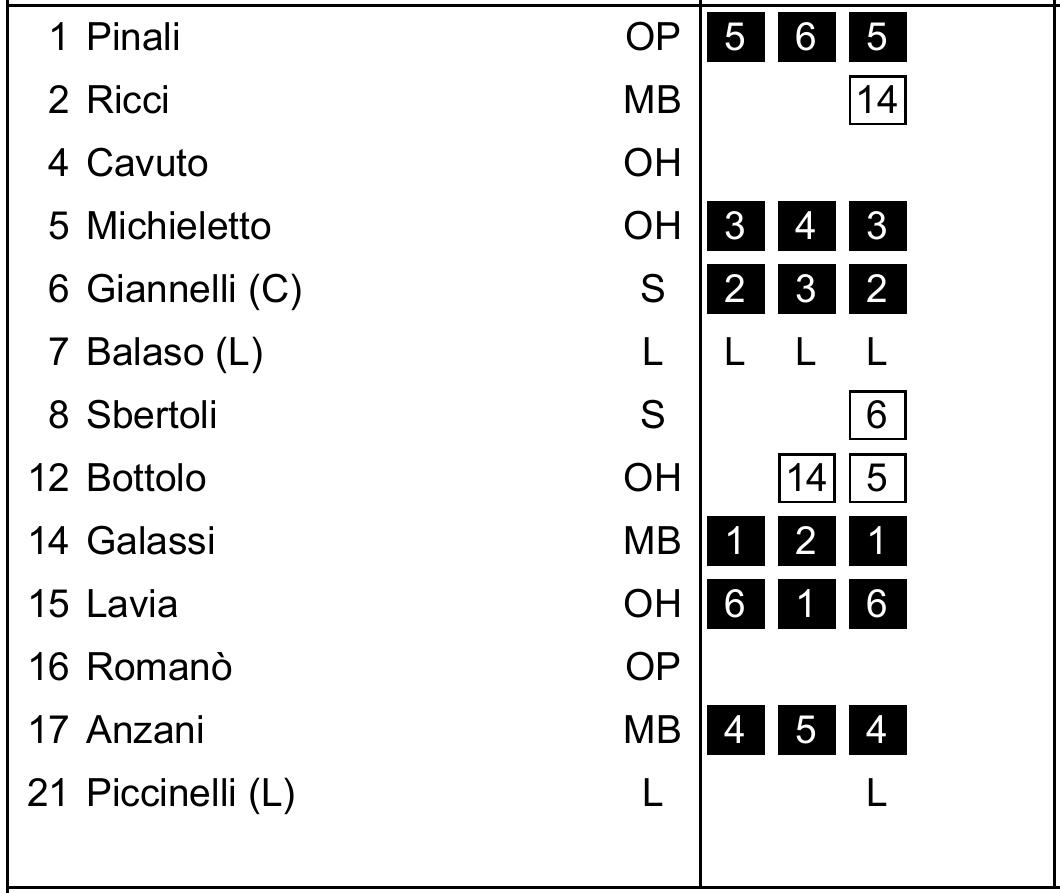 1 Pinali OP 5 6 5
2 Ricci MB 14
4 Cavuto OH
5 Michieletto OH 3 4 3
6 Giannelli (C) S 2 3 2
7 Balaso (L) L L L L
8 Sbertoli S 6
12 Bottolo OH 14 5
14 Galassi MB 1 2 1
15 Lavia OH 6 1 6
16 Romanò OP
17 Anzani MB 4 5 4
21 Piccinelli (L) L L